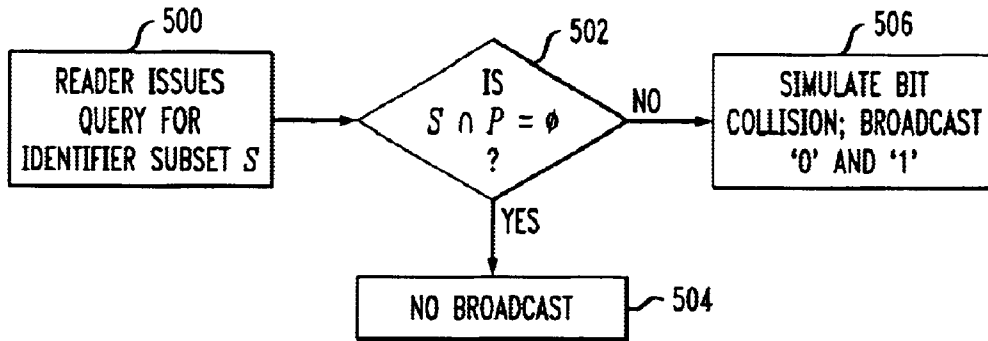 500
READER ISSUES
QUERY FOR
IDENTIFIER SUBSET S
502
IS
S ∩ P = ϕ
?
NO
YES
506
SIMULATE BIT
COLLISION; BROADCAST
‘0’ AND ‘1’
NO BROADCAST
504